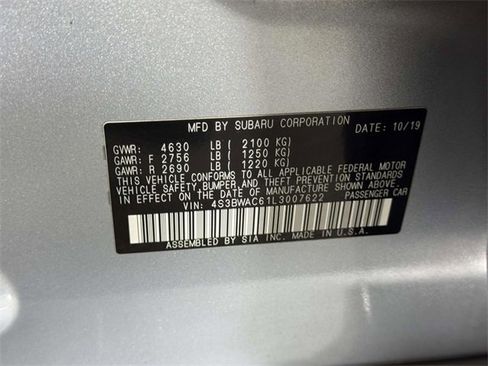 MFD BY SUBARU CORPORATION DATE: 10/19
GVWR: 4630 LB ( 2100 KG)
GAWR: F 2756 LB ( 1250 KG)
GAWR: R 2690 LB ( 1220 KG)
THIS VEHICLE CONFORMS TO ALL APPLICABLE FEDERAL MOTOR
VEHICLE SAFETY, BUMPER AND THEFT PREVENTION STANDARDS
IN EFFECT ON THE DATE OF MANUFACTURE SHOWN ABOVE.
VIN: 4S3BWAC61L3007622 PASSENGER CAR
ASSEMBLED BY SIA INC. MADE IN U.S.A.